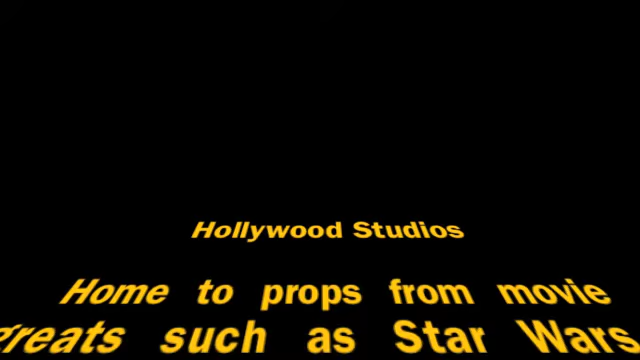 Hollywood Studios
Home to props from movie
greats such as Star Wars